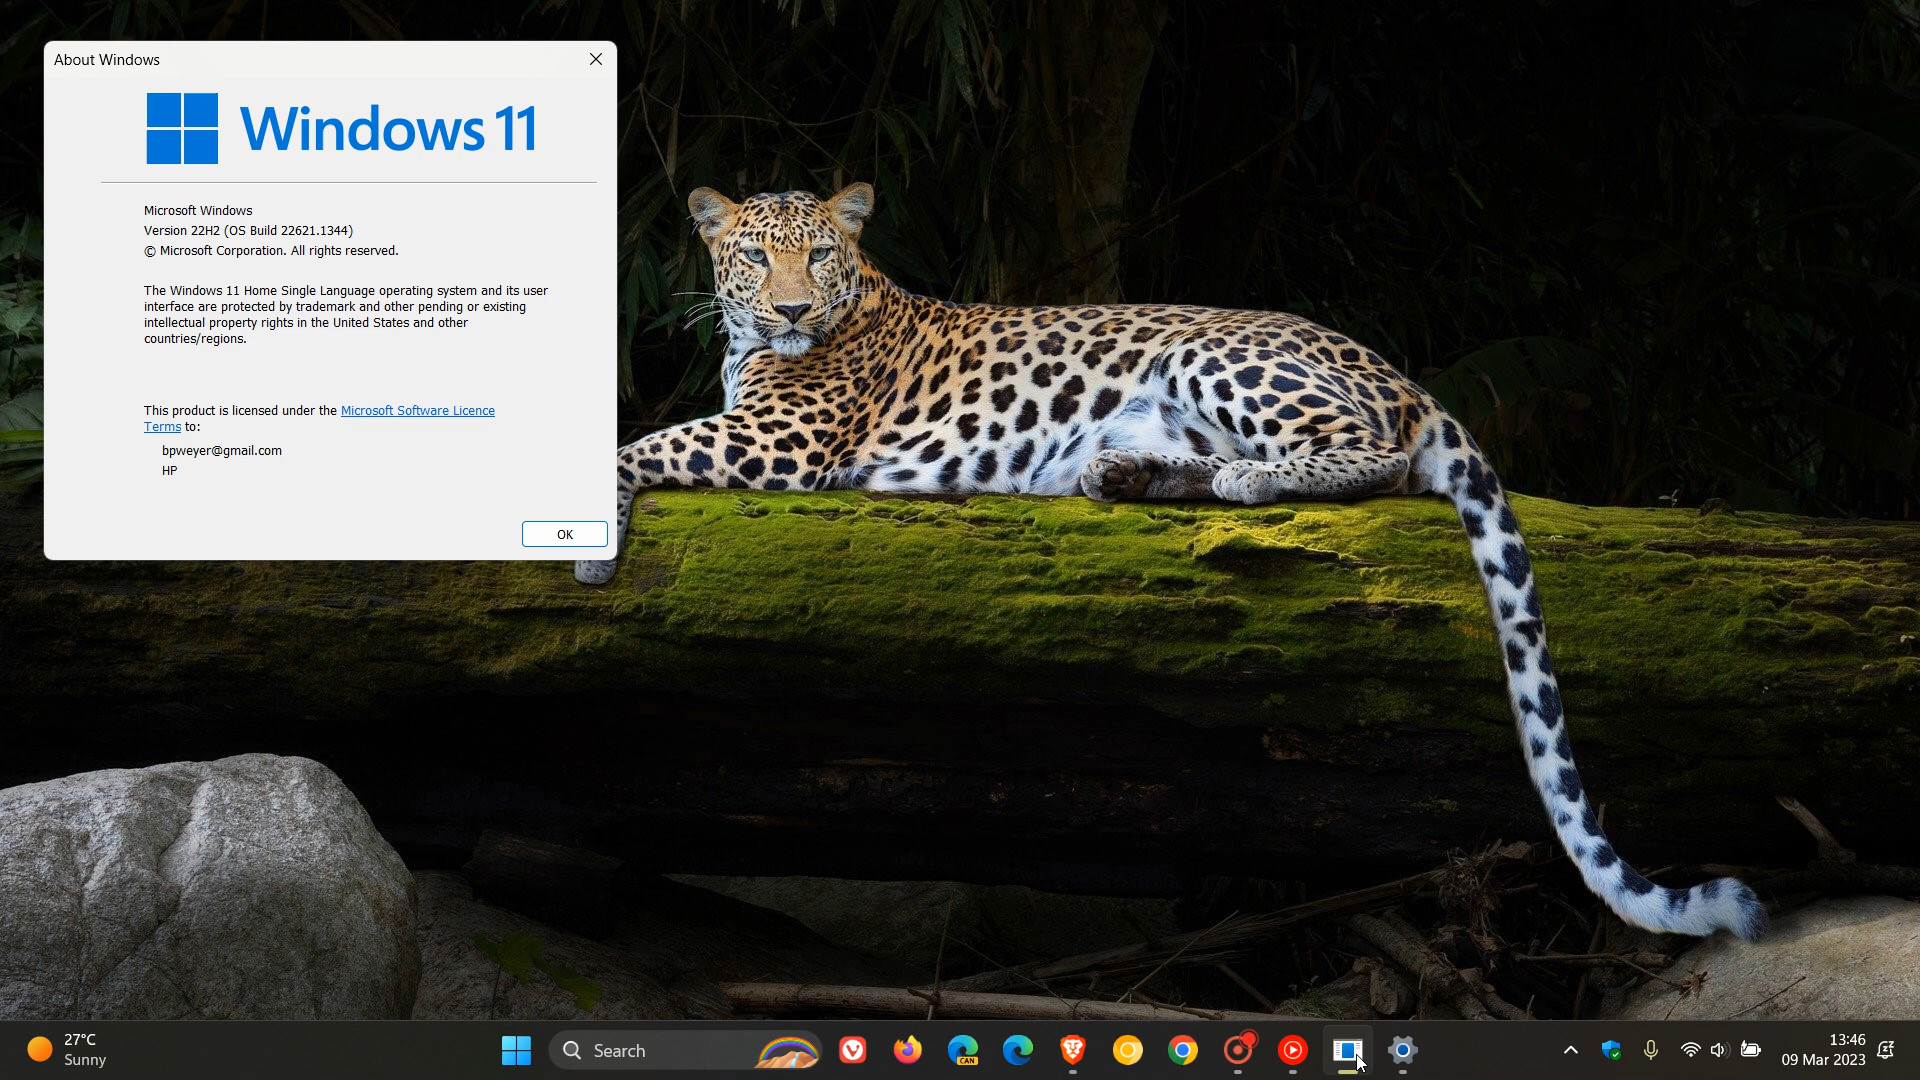 About Windows
Windows 11
Microsoft Windows
Version 22H2 (OS Build 22621.1344)
© Microsoft Corporation. All rights reserved.
The Windows 11 Home Single Language operating system and its user
interface are protected by trademark and other pending or existing
intellectual property rights in the United States and other
countries/regions.
This product is licensed under the Microsoft Software Licence
Terms to:
bpweyer@gmail.com
HP
OK
27°C
Sunny
Search
CAN
13:46
09 Mar 2023